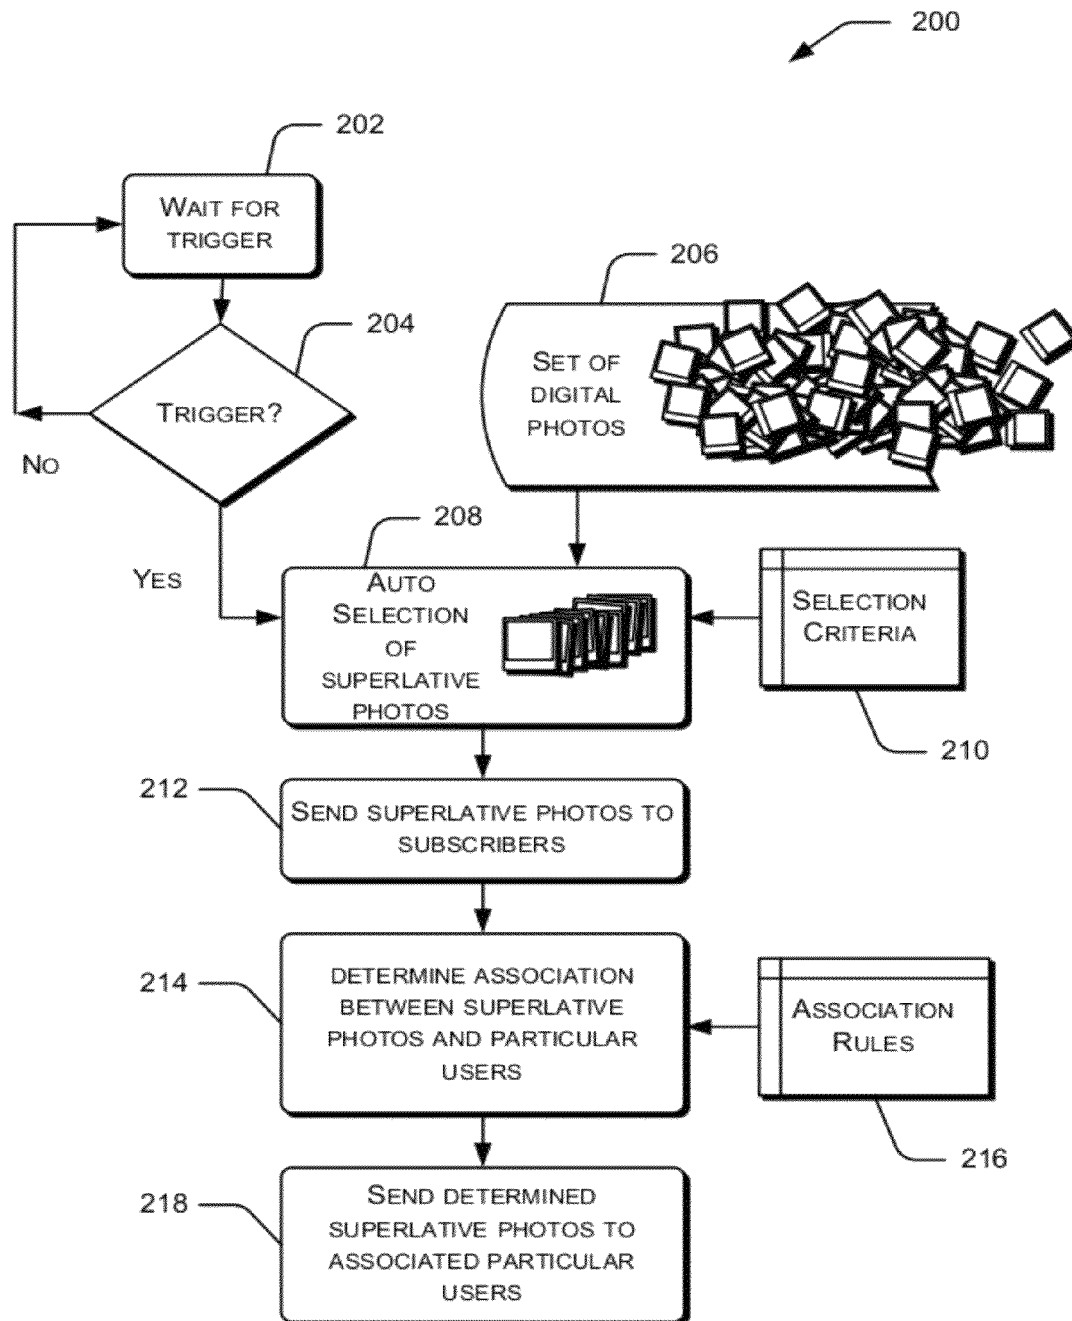 200
202
WAIT FOR
TRIGGER
204
TRIGGER?
NO
YES
206
SET OF
DIGITAL
PHOTOS
208
AUTO
SELECTION
OF
SUPERLATIVE
PHOTOS
SELECTION
CRITERIA
210
212
SEND SUPERLATIVE PHOTOS TO
SUBSCRIBERS
214
DETERMINE ASSOCIATION
BETWEEN SUPERLATIVE
PHOTOS AND PARTICULAR
USERS
ASSOCIATION
RULES
216
218
SEND DETERMINED
SUPERLATIVE PHOTOS TO
ASSOCIATED PARTICULAR
USERS